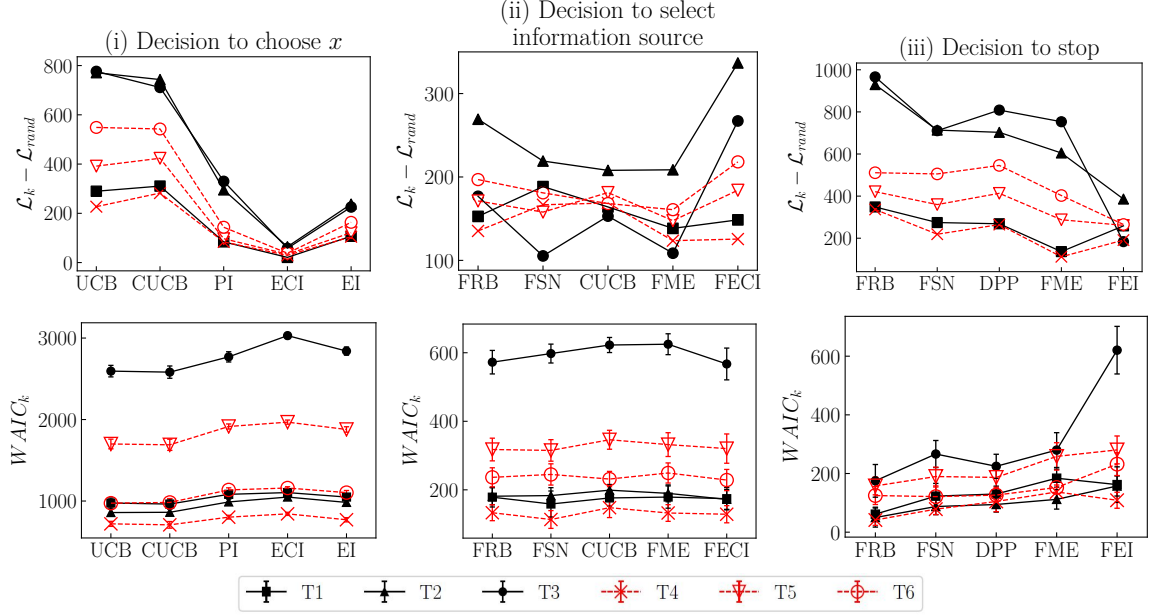 (i) Decision to choose x
(ii) Decision to select
information source
(iii) Decision to stop
800
600
400
200
0
ℒk − ℒrand
UCB CUCB PI ECI EI
300
200
100
FRB FSN CUCB FME FECI
1000
800
600
400
200
ℒk − ℒrand
FRB FSN DPP FME FEI
3000
2000
1000
WAICk
UCB CUCB PI ECI EI
600
400
200
WAICk
FRB FSN CUCB FME FECI
600
400
200
0
WAICk
FRB FSN DPP FME FEI
T1 T2 T3 T4 T5 T6